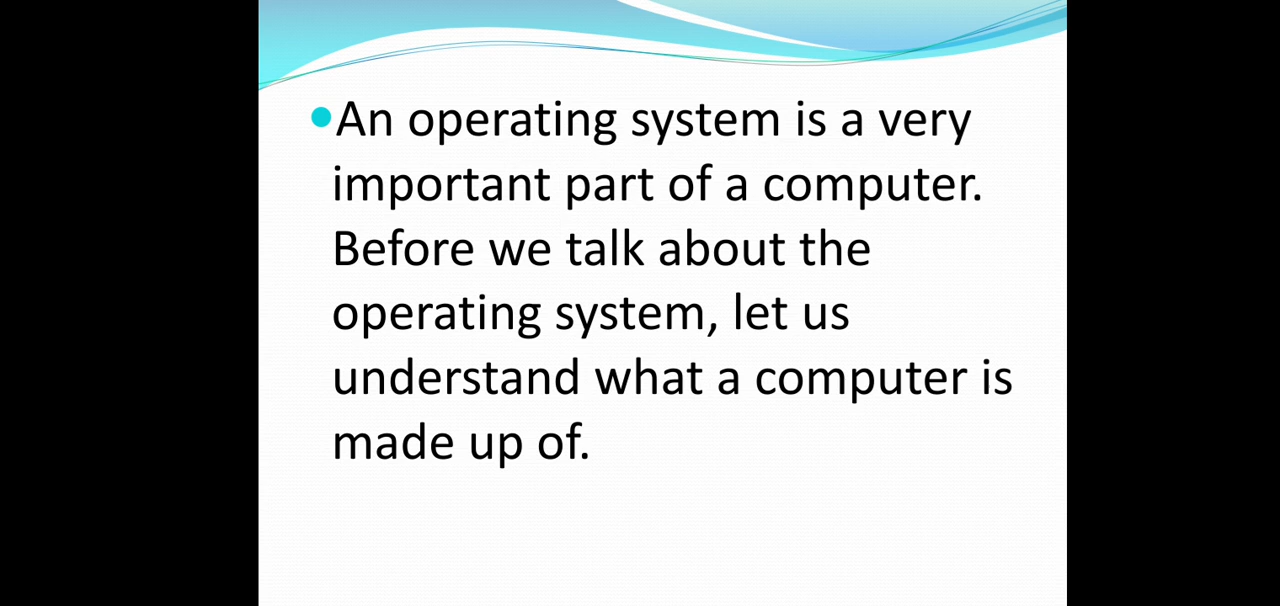 •An operating system is a very
important part of a computer.
Before we talk about the
operating system, let us
understand what a computer is
made up of.